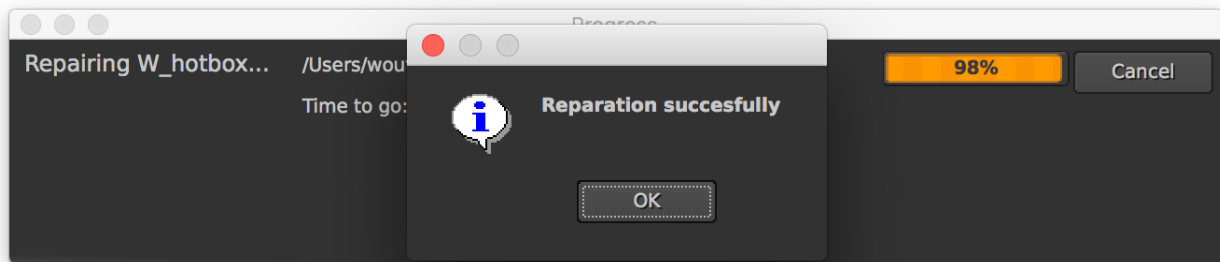 Progress
Repairing W_hotbox...
/Users/wou
98%
Cancel
Time to go:
Reparation succesfully
OK